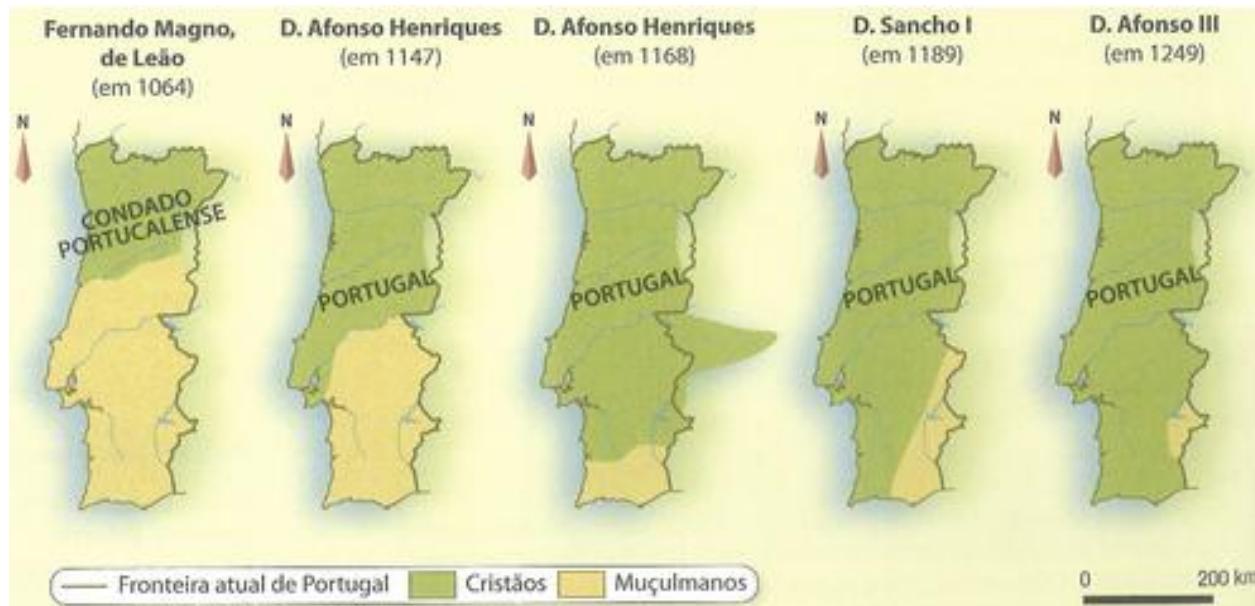 Fernando Magno,
de Leão
(em 1064)
D. Afonso Henriques
(em 1147)
D. Afonso Henriques
(em 1168)
D. Sancho I
(em 1189)
D. Afonso III
(em 1249)
N
N
N
N
N
CONDADO
PORTUCALENSE
PORTUGAL
PORTUGAL
PORTUGAL
PORTUGAL
Fronteira atual de Portugal
Cristãos
Muçulmanos
0 200 km